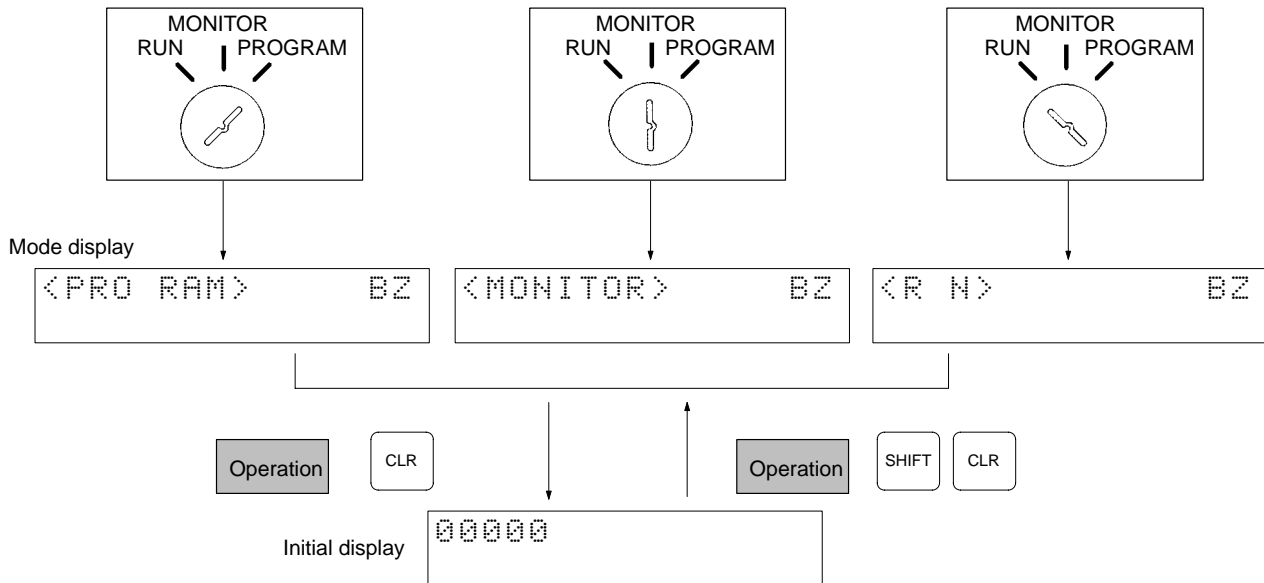 MONITOR
RUN PROGRAM
MONITOR
RUN PROGRAM
MONITOR
RUN PROGRAM
Mode display
<PRO RAM> BZ
<MONITOR> BZ
<R N> BZ
Operation
CLR
Operation
SHIFT
CLR
Initial display
00000